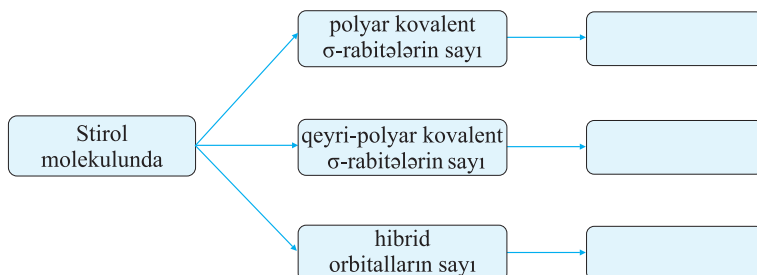 polyar kovalent
σ-rabitələrin sayı
Stirol
molekulunda
qeyri-polyar kovalent
σ-rabitələrin sayı
hibrid
orbitalların sayı